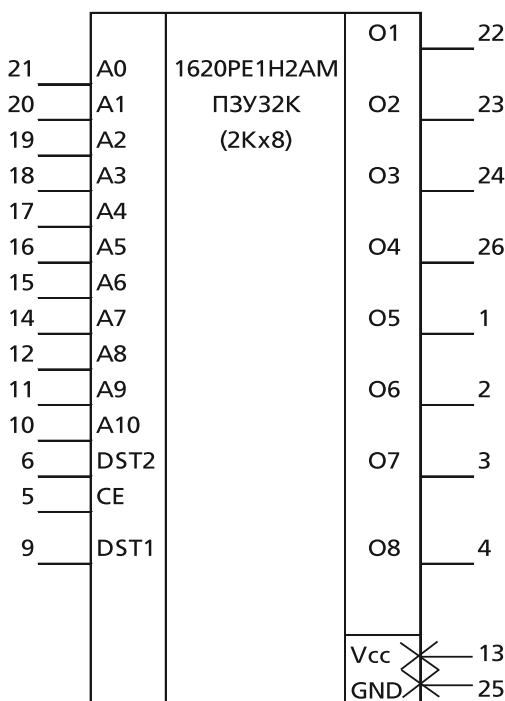 O1 22
21 A0 1620РЕ1Н2АМ
20 A1 ПЗУ32К O2 23
19 A2 (2Кх8)
18 A3 O3 24
17 A4
16 A5 O4 26
15 A6
14 A7 O5 1
12 A8
11 A9 O6 2
10 A10
6 DST2 O7 3
5 CE
9 DST1 O8 4
Vcc 13
GND 25